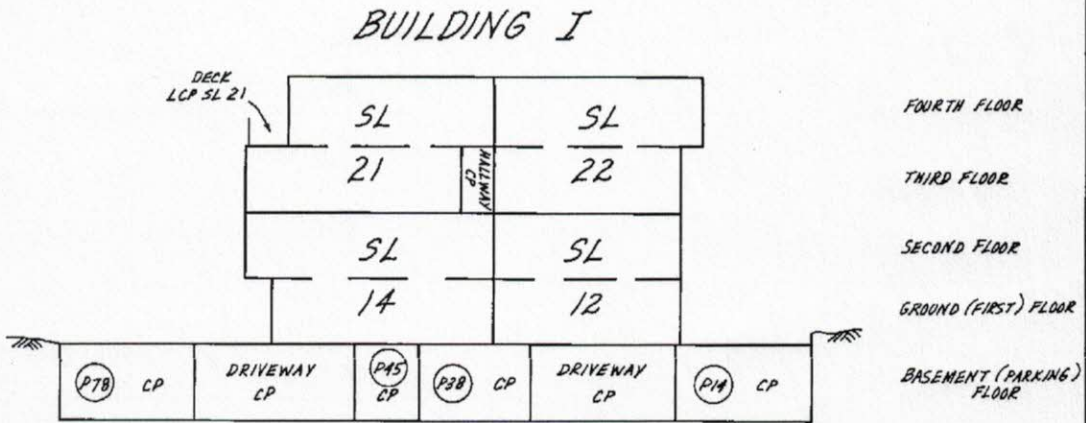 BUILDING I
DECK
LCP SL 21
SL
SL
FOURTH FLOOR
21
HALLWAY
CP
22
THIRD FLOOR
SL
SL
SECOND FLOOR
14
12
GROUND (FIRST) FLOOR
P78 CP
DRIVEWAY
CP
P45
CP
P38 CP
DRIVEWAY
CP
P14 CP
BASEMENT (PARKING)
FLOOR